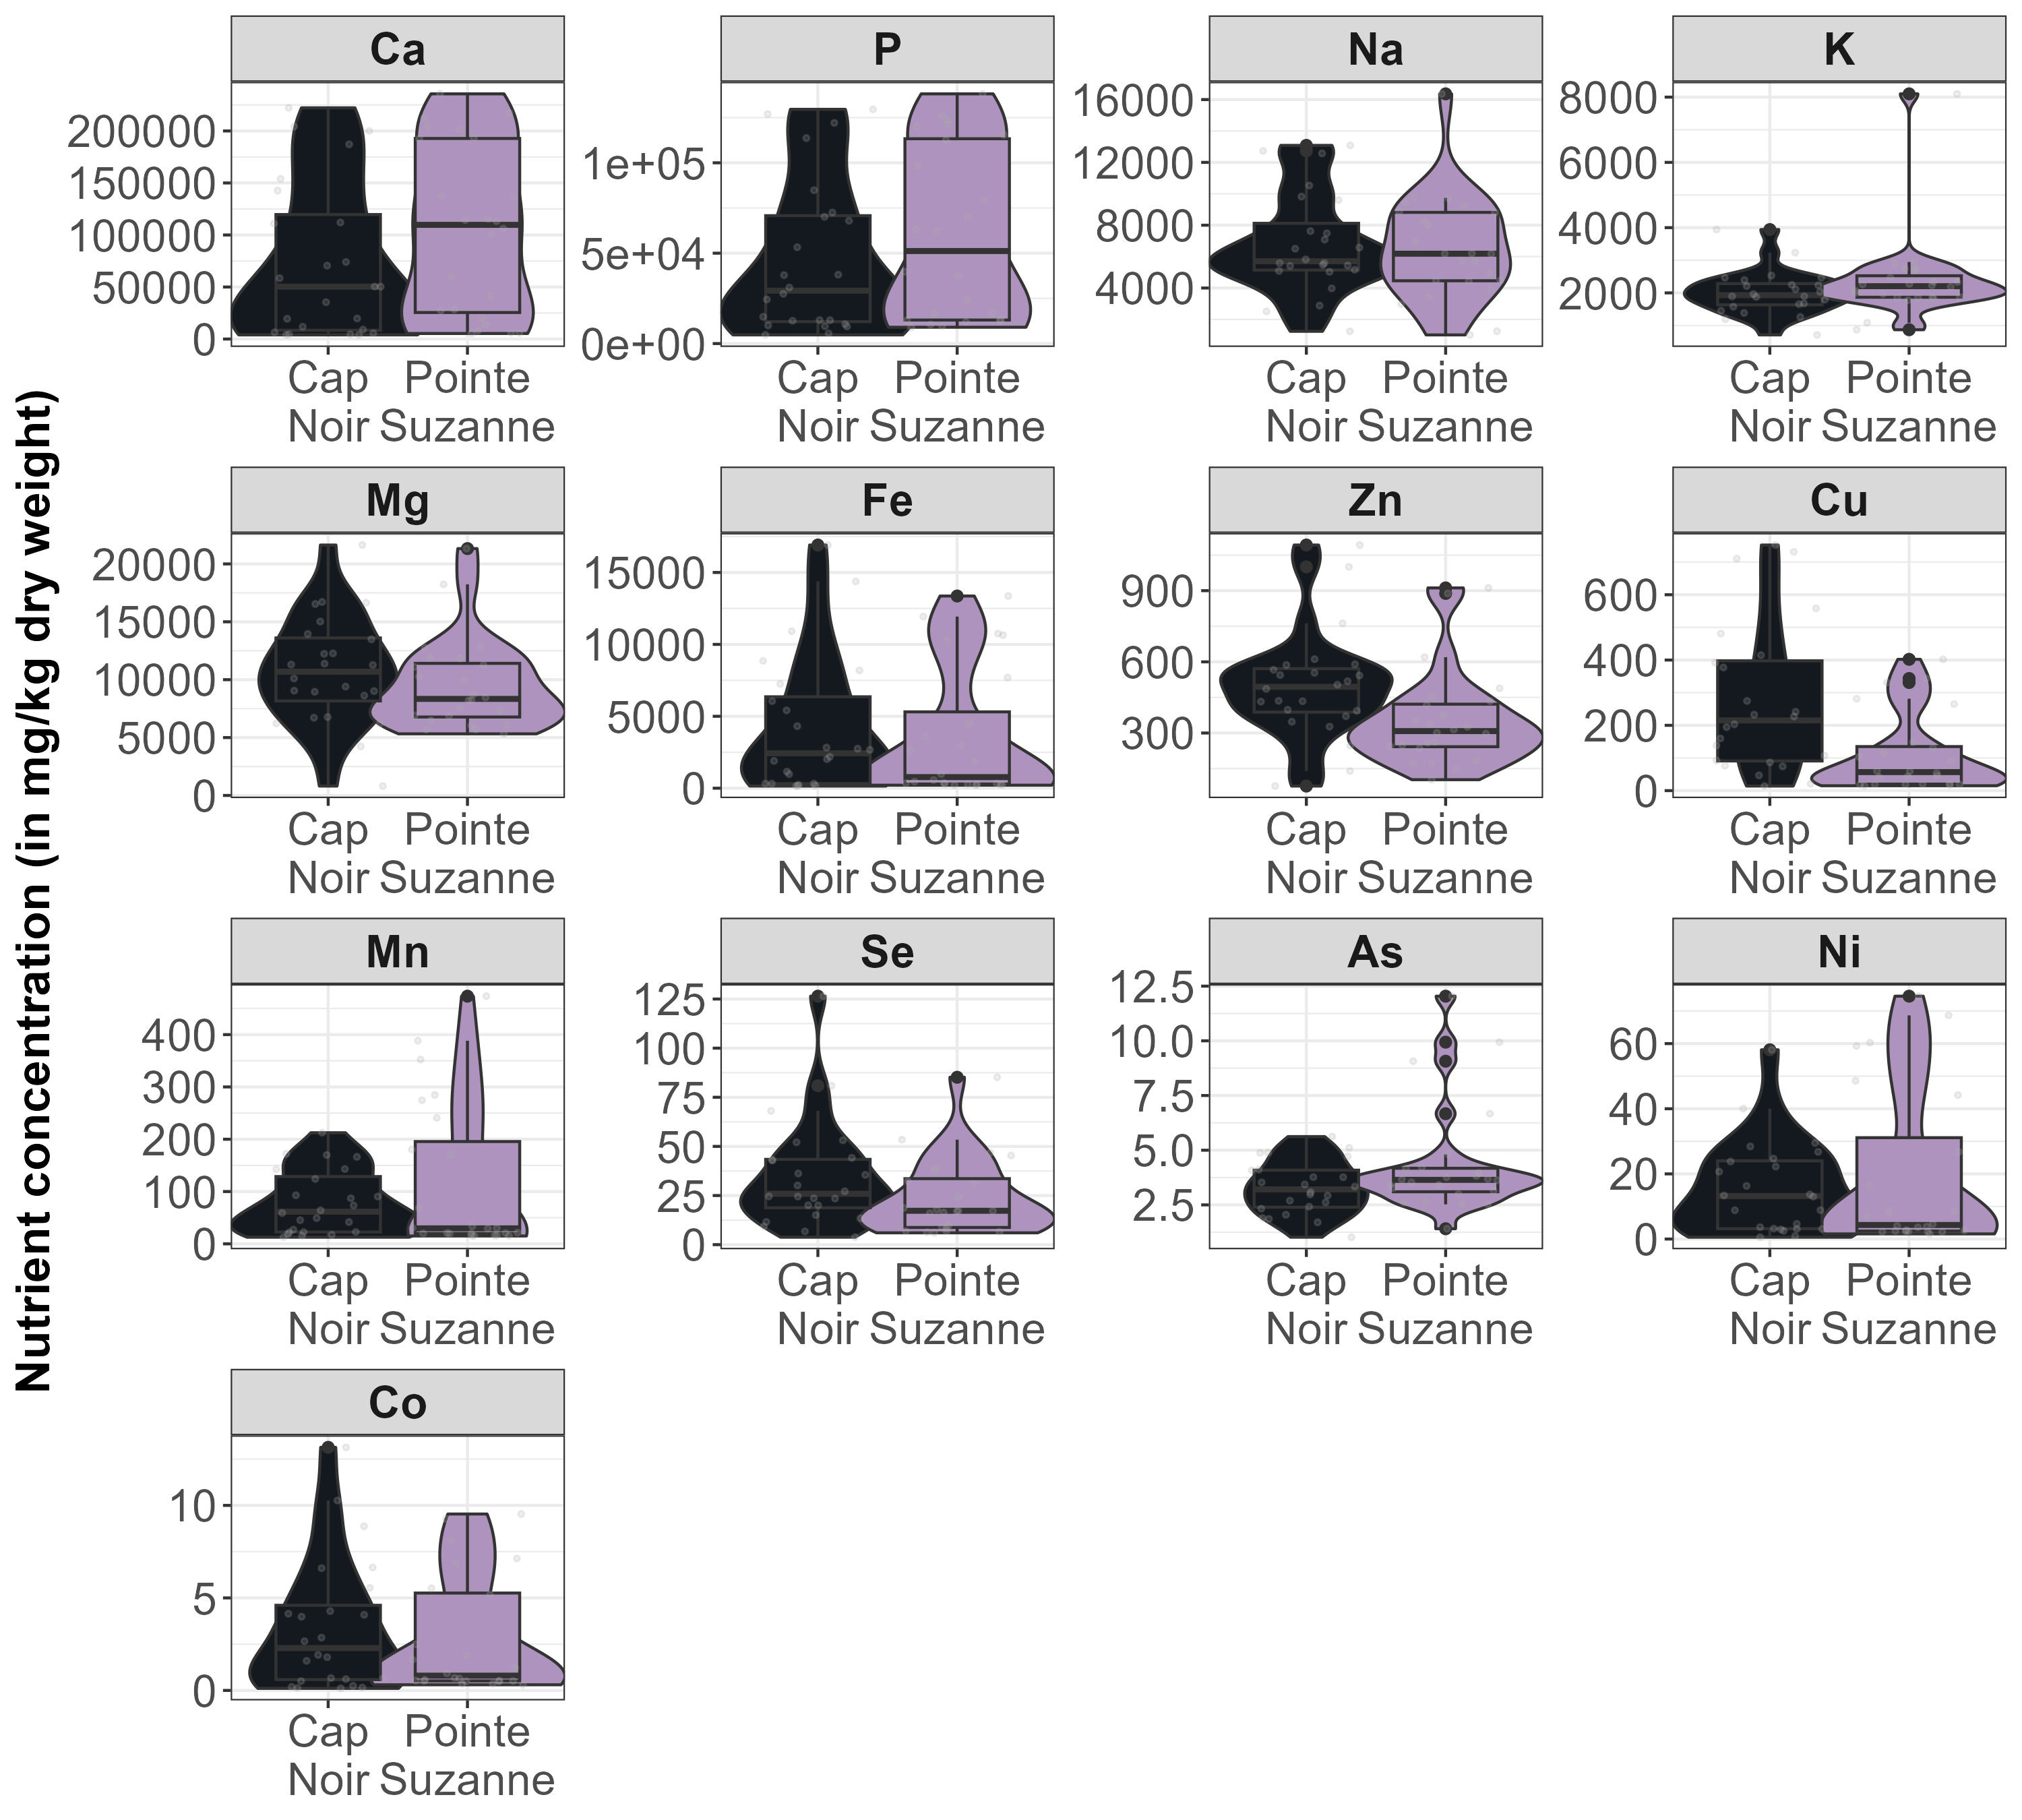 Nutrient concentration (in mg/kg dry weight)
Ca
200000
150000
100000
50000
0
Cap Noir
Pointe Suzanne
P
1e+05
5e+04
0e+00
Cap Noir
Pointe Suzanne
Na
16000
12000
8000
4000
Cap Noir
Pointe Suzanne
K
8000
6000
4000
2000
Cap Noir
Pointe Suzanne
Mg
20000
15000
10000
5000
0
Cap Noir
Pointe Suzanne
Fe
15000
10000
5000
0
Cap Noir
Pointe Suzanne
Zn
900
600
300
Cap Noir
Pointe Suzanne
Cu
600
400
200
0
Cap Noir
Pointe Suzanne
Mn
400
300
200
100
0
Cap Noir
Pointe Suzanne
Se
125
100
75
50
25
0
Cap Noir
Pointe Suzanne
As
12.5
10.0
7.5
5.0
2.5
Cap Noir
Pointe Suzanne
Ni
60
40
20
0
Cap Noir
Pointe Suzanne
Co
10
5
0
Cap Noir
Pointe Suzanne